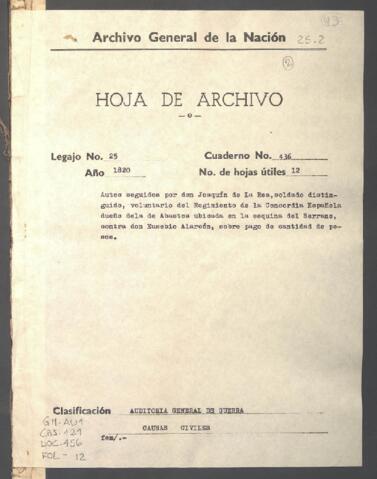 43
Archivo General de la Nación 25.2
2
HOJA DE ARCHIVO
—o—
Legajo No. 25 Cuaderno No. 436
Año 1820 No. de hojas útiles 12
Autos seguidos por don Joaquín de La Rea,soldado distin-
guido, voluntario del Regimiento de la Concordia Española
dueño dela de Abastos ubicada en la esquina del Serrano,
contra don Eusebio Alarcón, sobre pago de cantidad de pe-
sos.
Clasificación AUDITORIA GENERAL DE GUERRA
CAUSAS CIVILES
fem/.-
GM-AU1
CAS-121
DOC-456
FOL-12